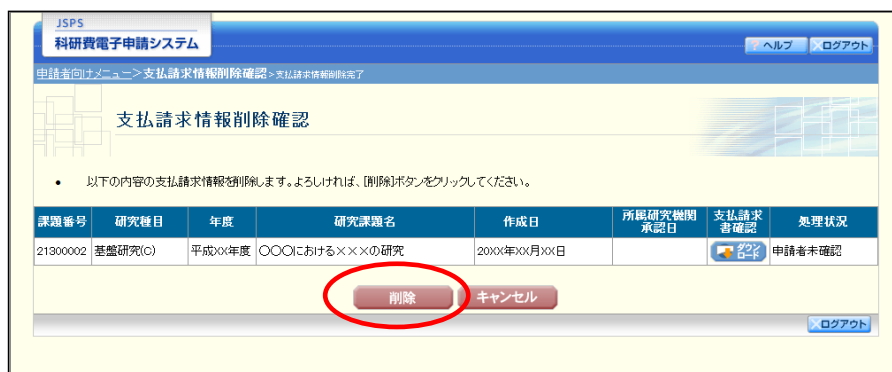 JSPS
科研費電子申請システム
? ヘルプ
×ログアウト
申請者向けメニュー>支払請求情報削除確認>支払請求情報削除完了
支払請求情報削除確認
• 以下の内容の支払請求情報を削除します。よろしければ、[削除]ボタンをクリックしてください。
課題番号 研究種目 年度 研究課題名 作成日 所属研究機関承認日 支払請求書確認 処理状況
21300002 基盤研究(C) 平成XX年度 〇〇〇における×××の研究 20XX年XX月XX日 ダウンロード 申請者未確認
削除 キャンセル
×ログアウト